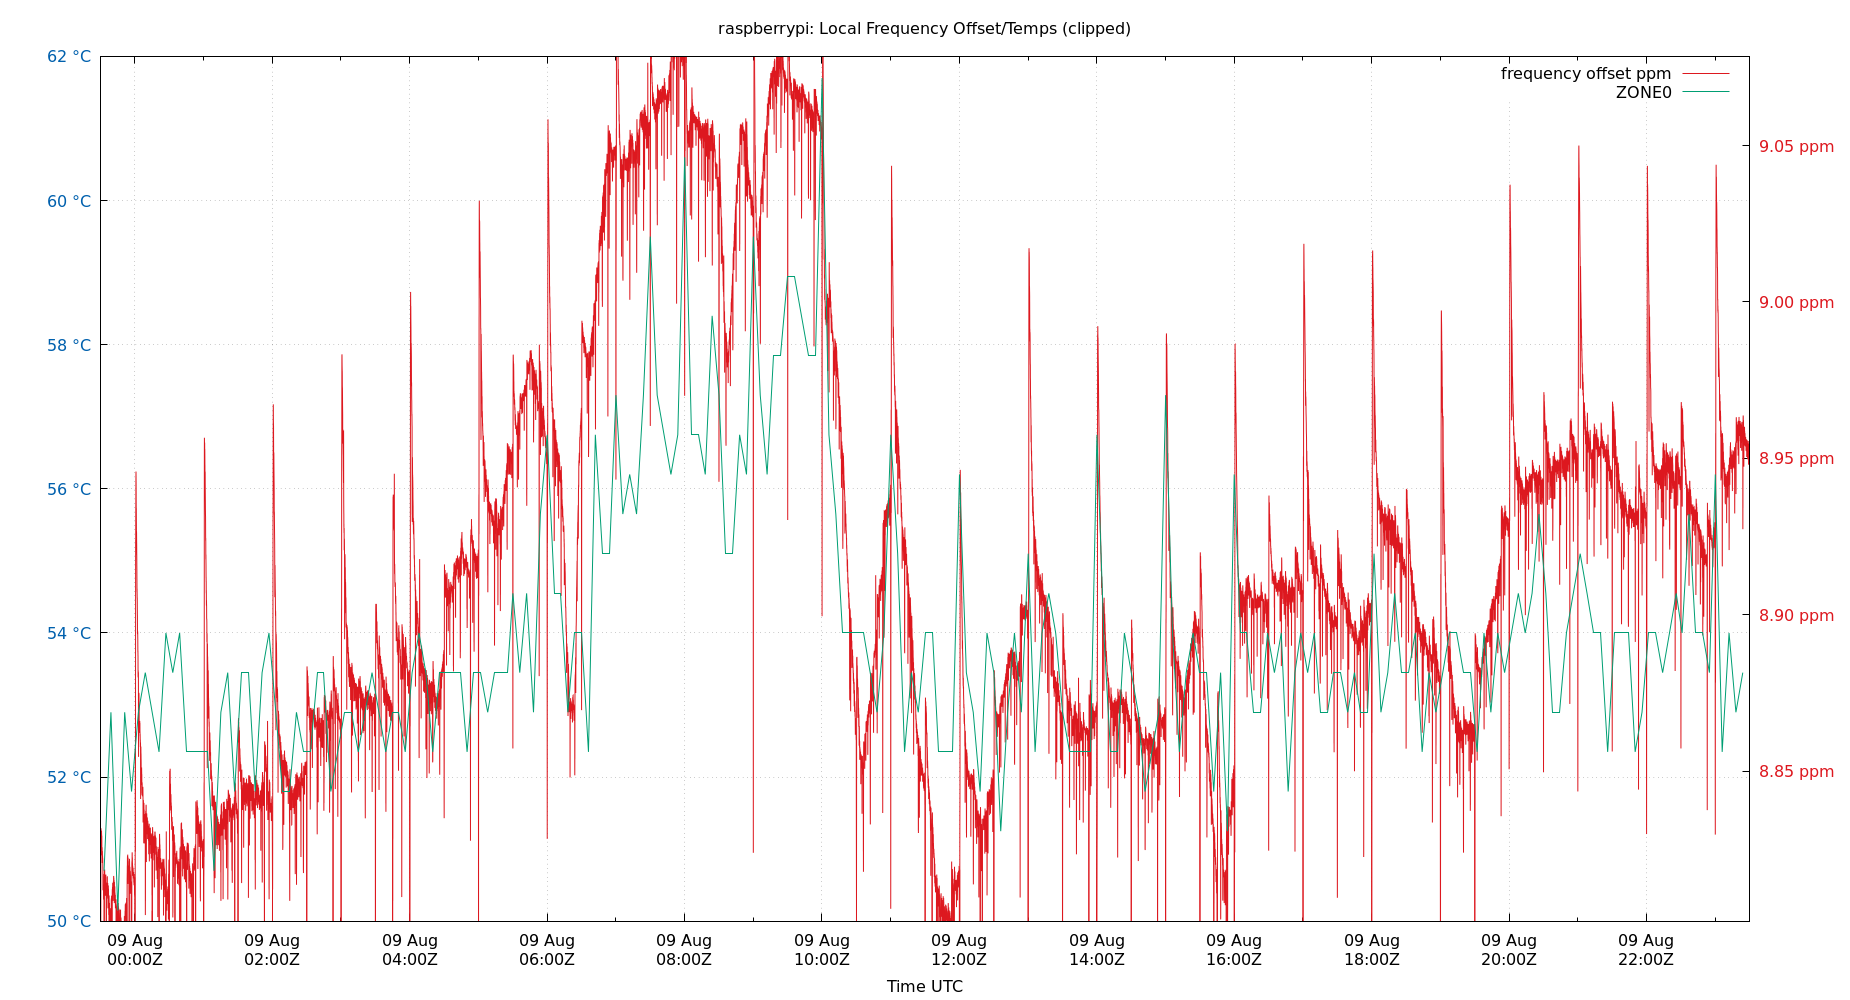 raspberrypi: Local Frequency Offset/Temps (clipped)
62 °C
60 °C
58 °C
56 °C
54 °C
52 °C
50 °C
frequency offset ppm
ZONE0
9.05 ppm
9.00 ppm
8.95 ppm
8.90 ppm
8.85 ppm
09 Aug
00:00Z
09 Aug
02:00Z
09 Aug
04:00Z
09 Aug
06:00Z
09 Aug
08:00Z
09 Aug
10:00Z
09 Aug
12:00Z
09 Aug
14:00Z
09 Aug
16:00Z
09 Aug
18:00Z
09 Aug
20:00Z
09 Aug
22:00Z
Time UTC